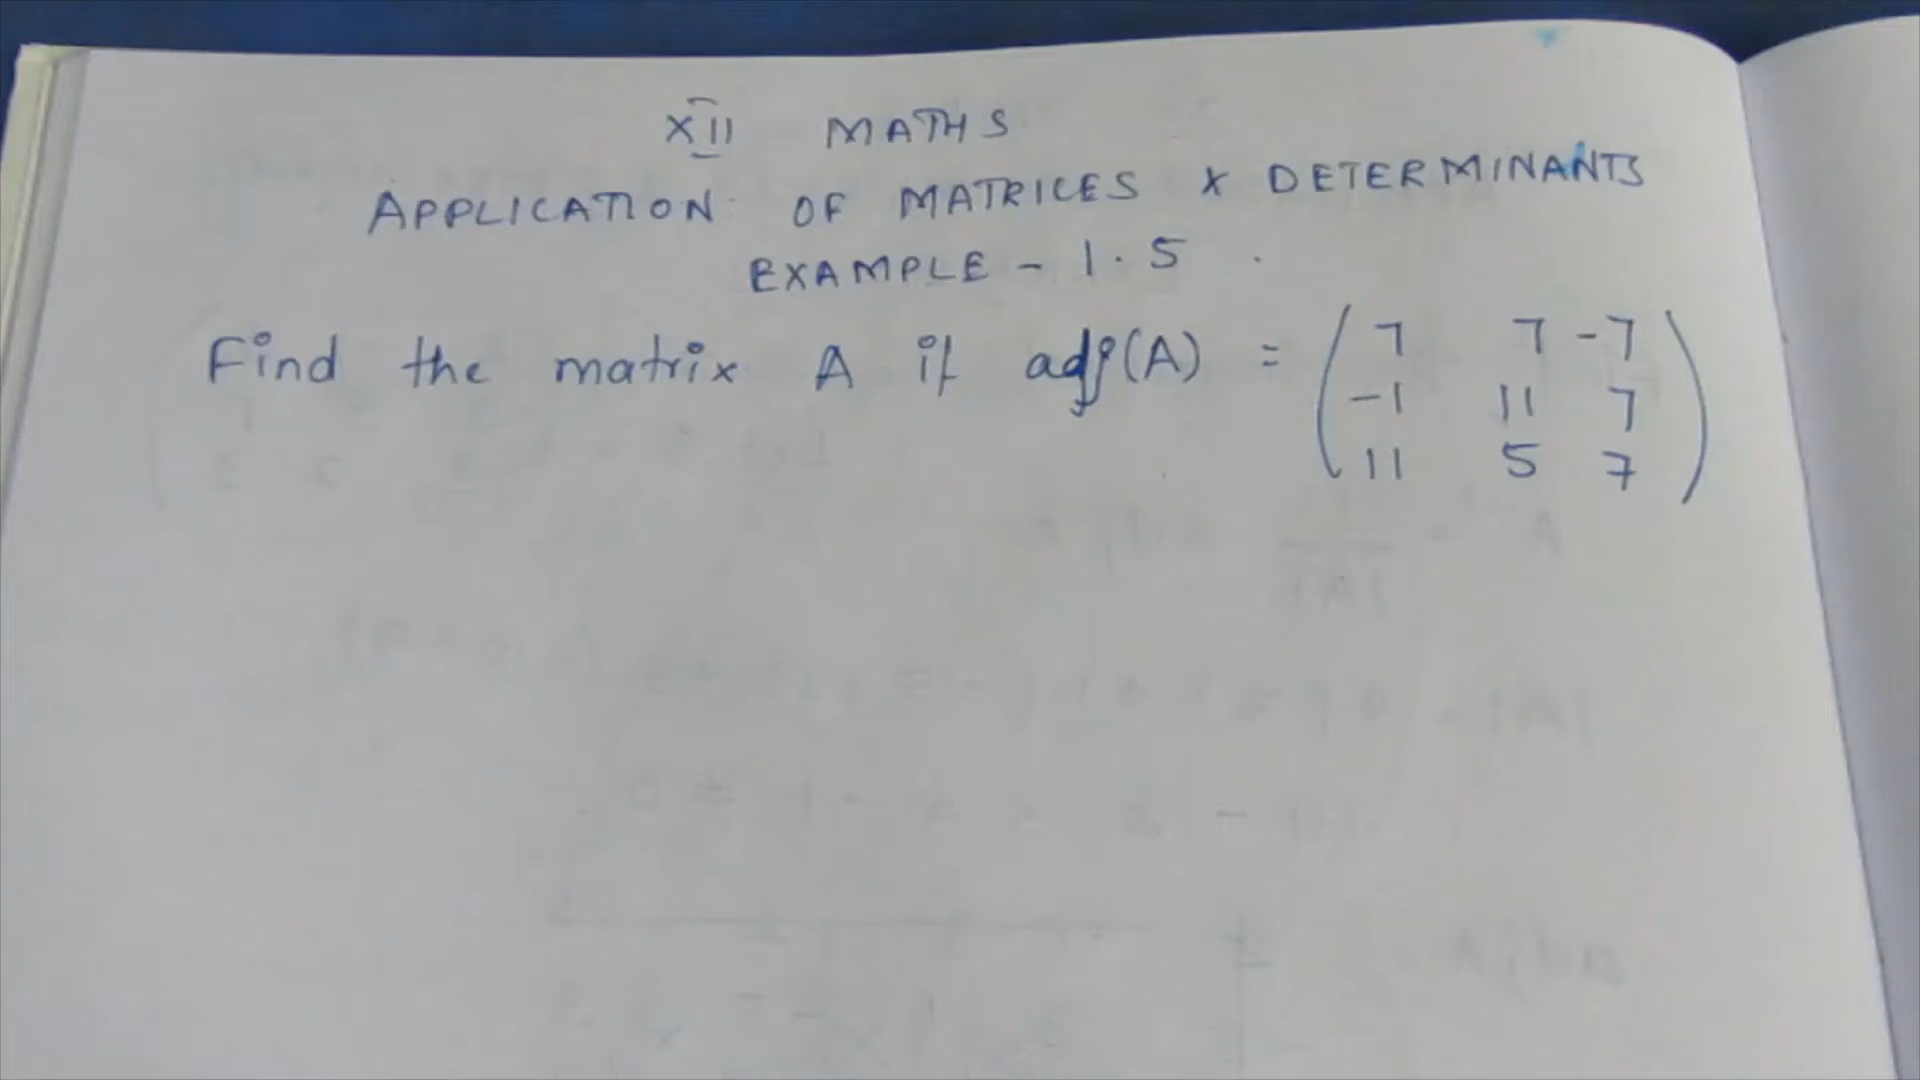 XII MATHS
APPLICATION OF MATRICES & DETERMINANTS
EXAMPLE - 1.5
Find the matrix A if adj(A) = ( 7 7 -7
-1 11 7
11 5 7 )